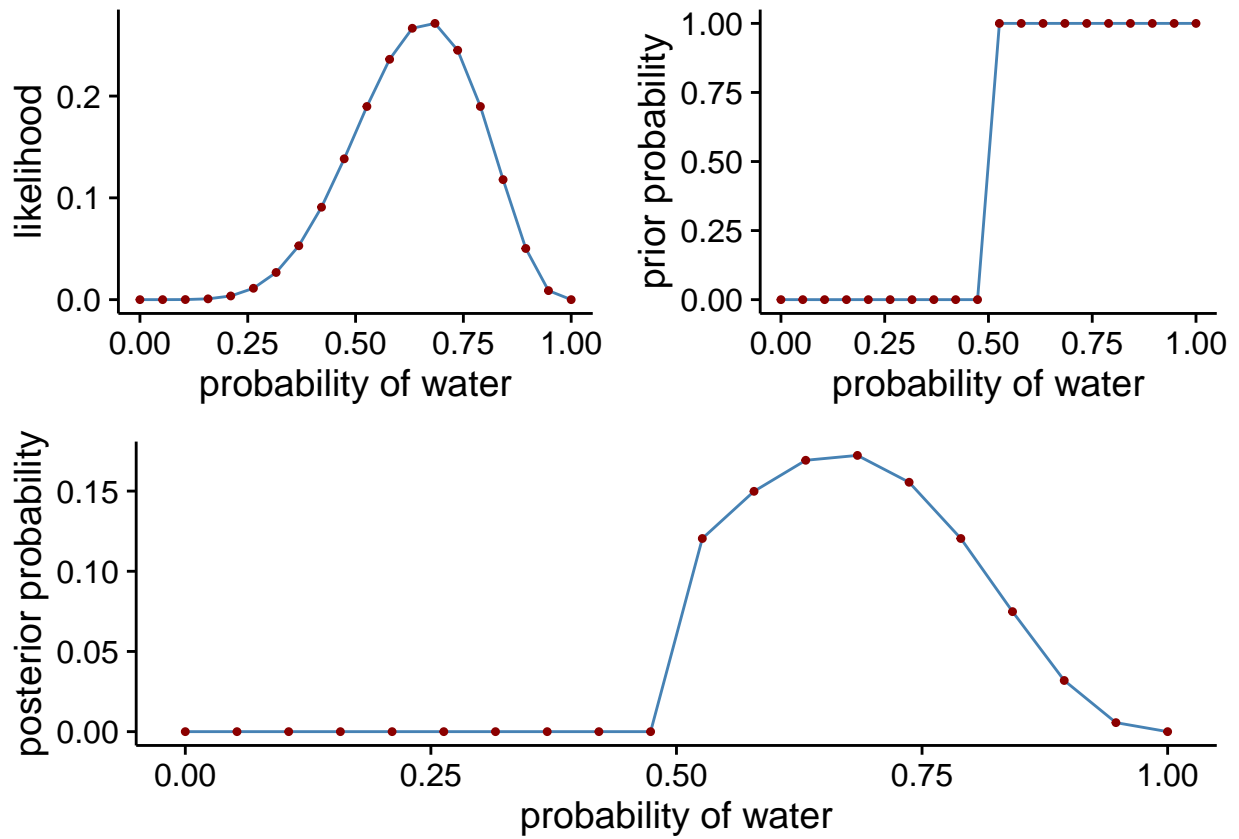 likelihood
0.2
0.1
0.0
0.00 0.25 0.50 0.75 1.00
probability of water
prior probability
1.00
0.75
0.50
0.25
0.00
0.00 0.25 0.50 0.75 1.00
probability of water
posterior probability
0.15
0.10
0.05
0.00
0.00 0.25 0.50 0.75 1.00
probability of water